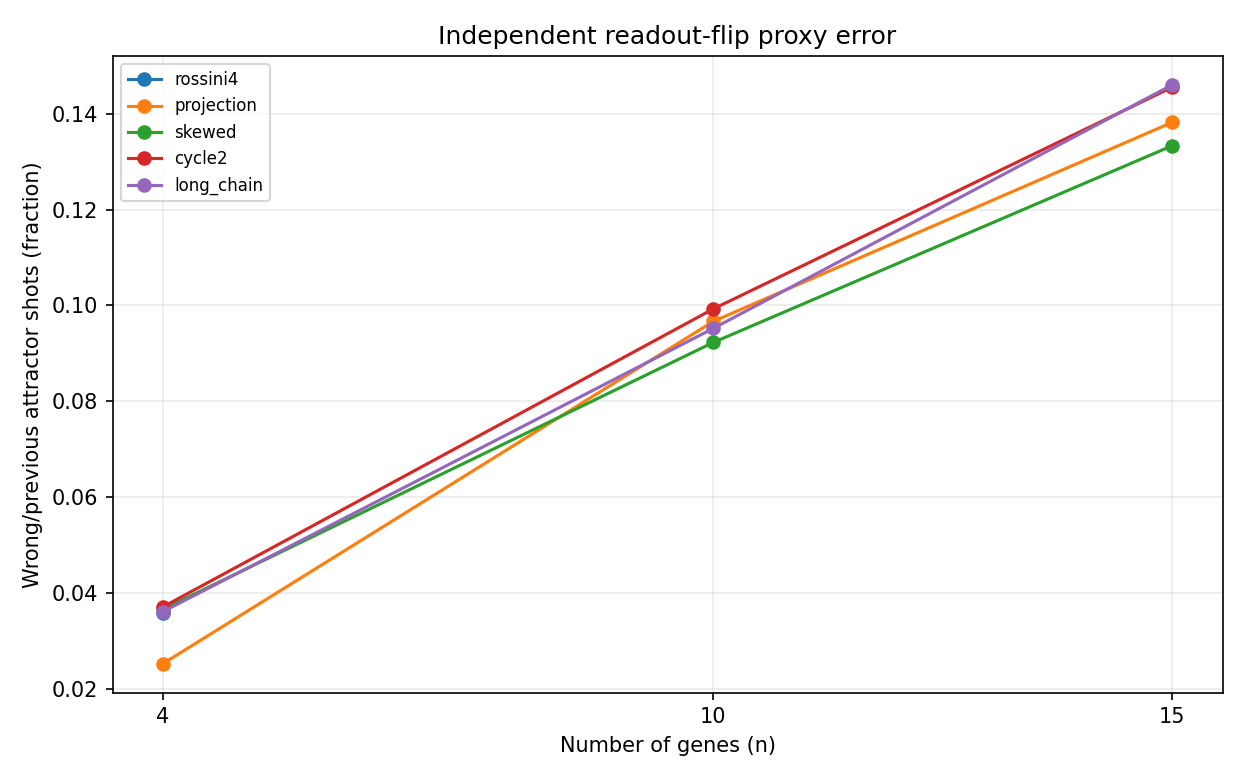 Independent readout-flip proxy error
rossini4
projection
skewed
cycle2
long_chain
Wrong/previous attractor shots (fraction)
0.14
0.12
0.10
0.08
0.06
0.04
0.02
4
10
15
Number of genes (n)